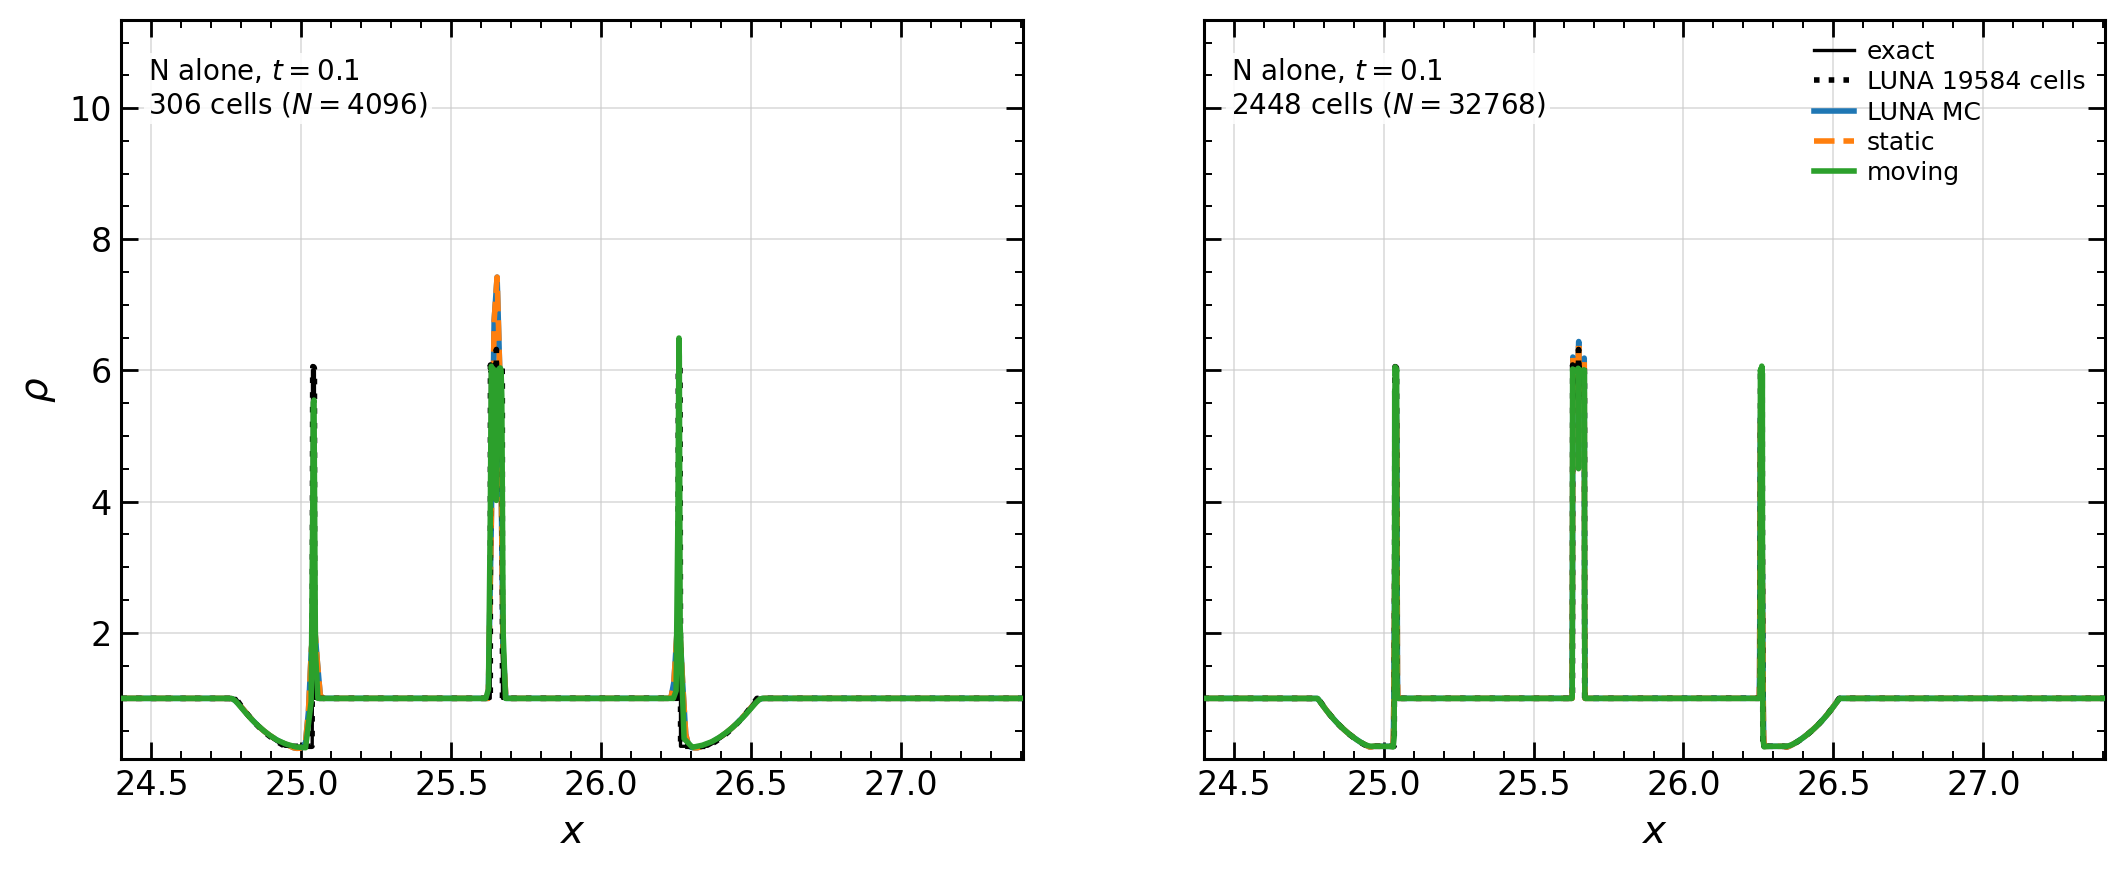 N alone, t = 0.1
306 cells (N = 4096)
10
8
6
4
2
ρ
24.5 25.0 25.5 26.0 26.5 27.0
x
N alone, t = 0.1
2448 cells (N = 32768)
exact
LUNA 19584 cells
LUNA MC
static
moving
24.5 25.0 25.5 26.0 26.5 27.0
x